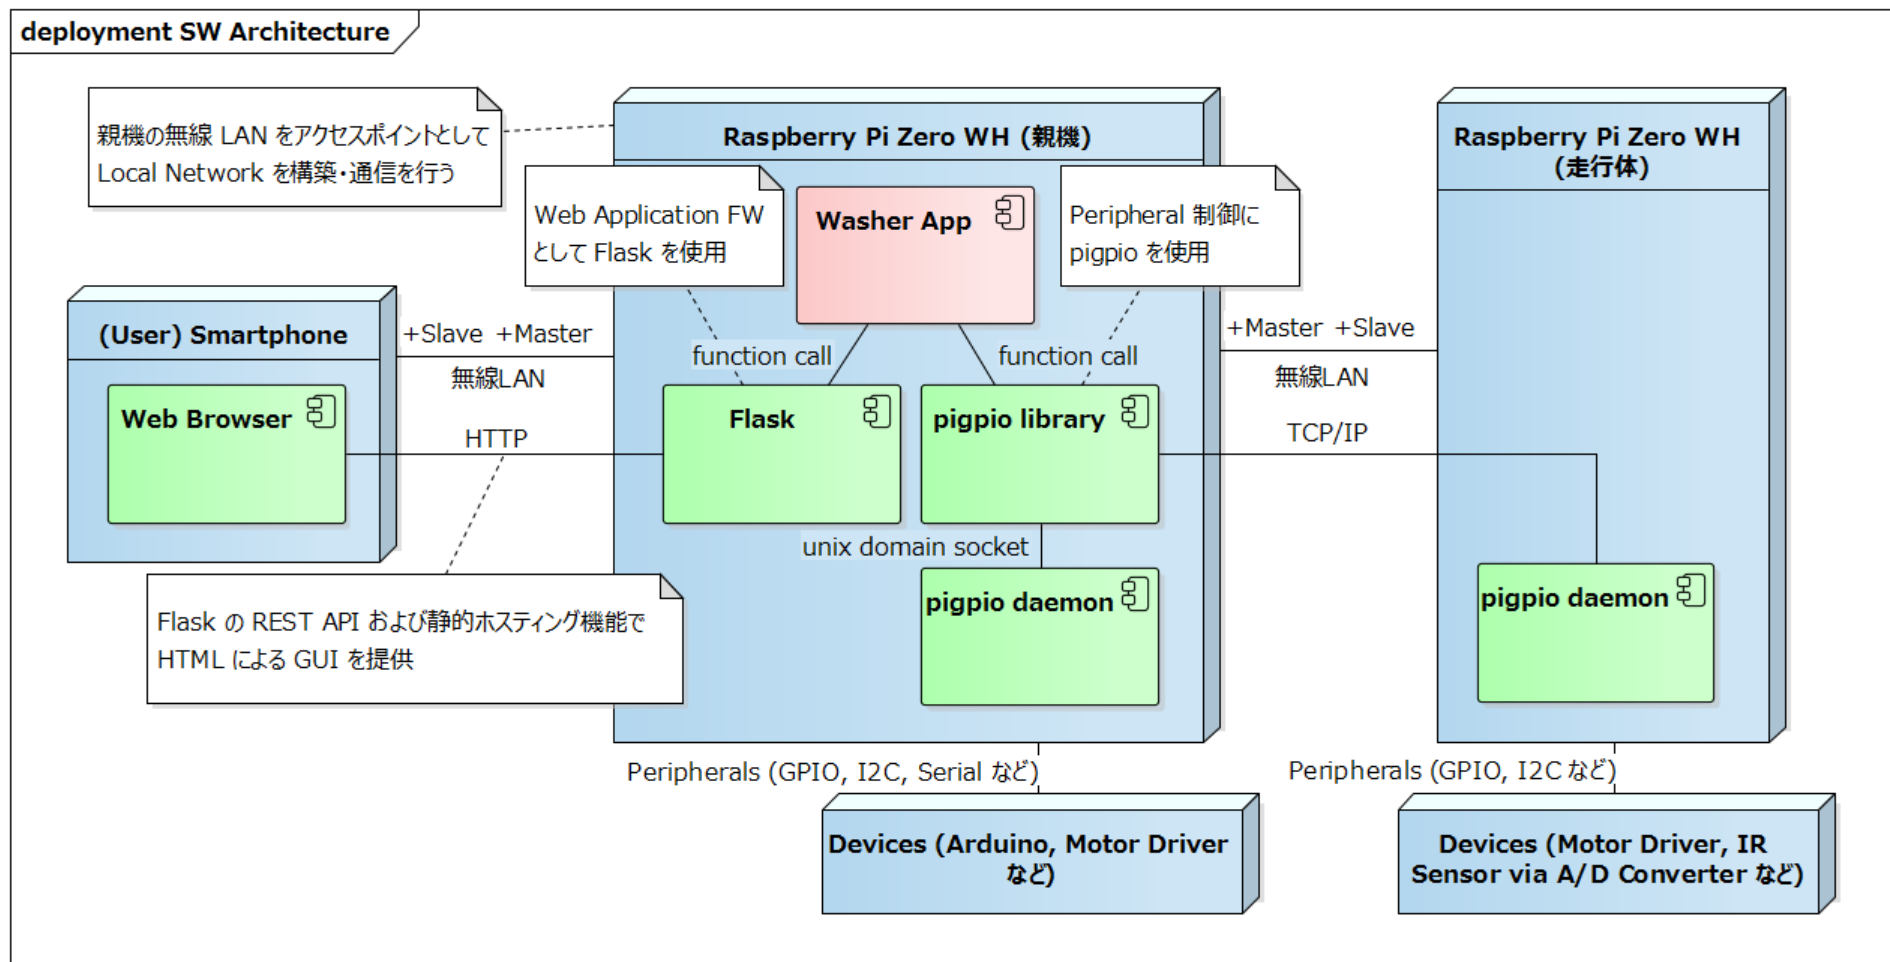 deployment SW Architecture
親機の無線 LAN をアクセスポイントとして
Local Network を構築・通信を行う
Raspberry Pi Zero WH (親機)
Raspberry Pi Zero WH
(走行体)
Web Application FW
として Flask を使用
Washer App
Peripheral 制御に
pigpio を使用
(User) Smartphone
+Slave +Master
無線LAN
function call
function call
+Master +Slave
無線LAN
Web Browser
HTTP
Flask
pigpio library
TCP/IP
unix domain socket
pigpio daemon
pigpio daemon
Flask の REST API および静的ホスティング機能で
HTML による GUI を提供
Peripherals (GPIO, I2C, Serial など)
Peripherals (GPIO, I2C など)
Devices (Arduino, Motor Driver
など)
Devices (Motor Driver, IR
Sensor via A/D Converter など)